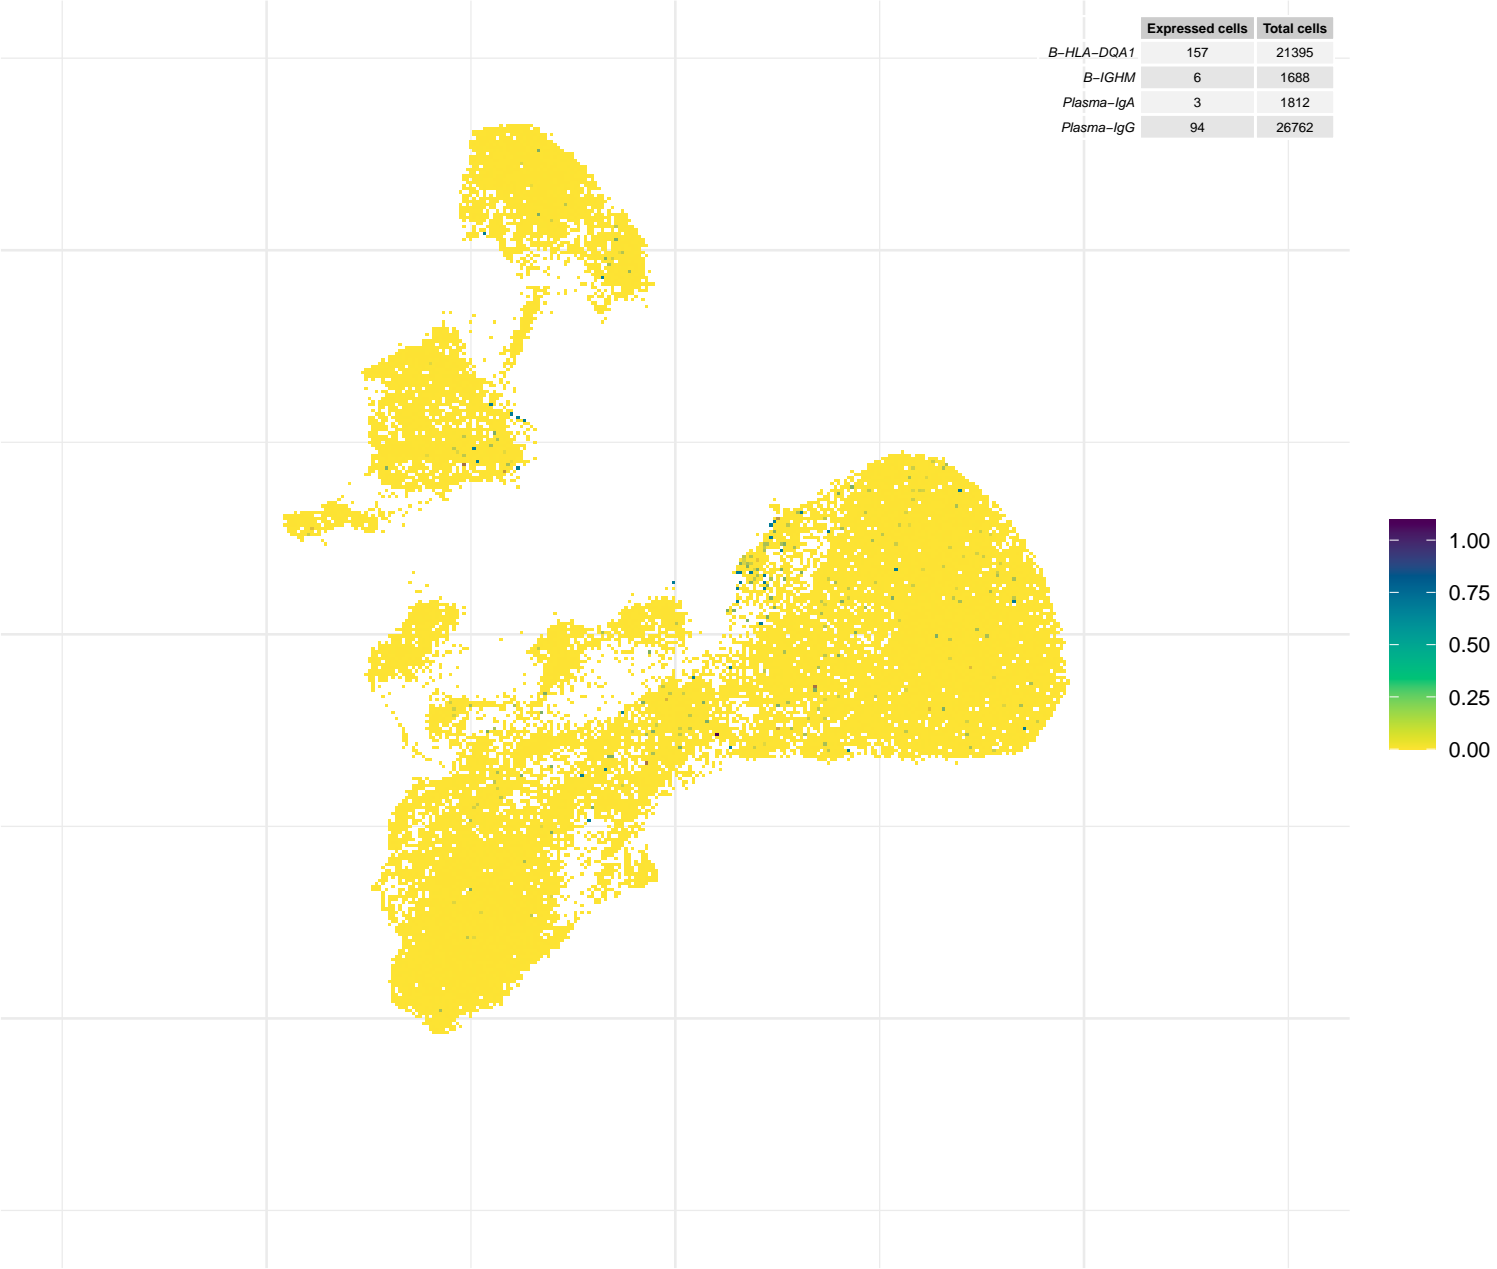 Expressed cells Total cells
B−HLA−DQA1 157 21395
B−IGHM 6 1688
Plasma−IgA 3 1812
Plasma−IgG 94 26762
1.00
0.75
0.50
0.25
0.00